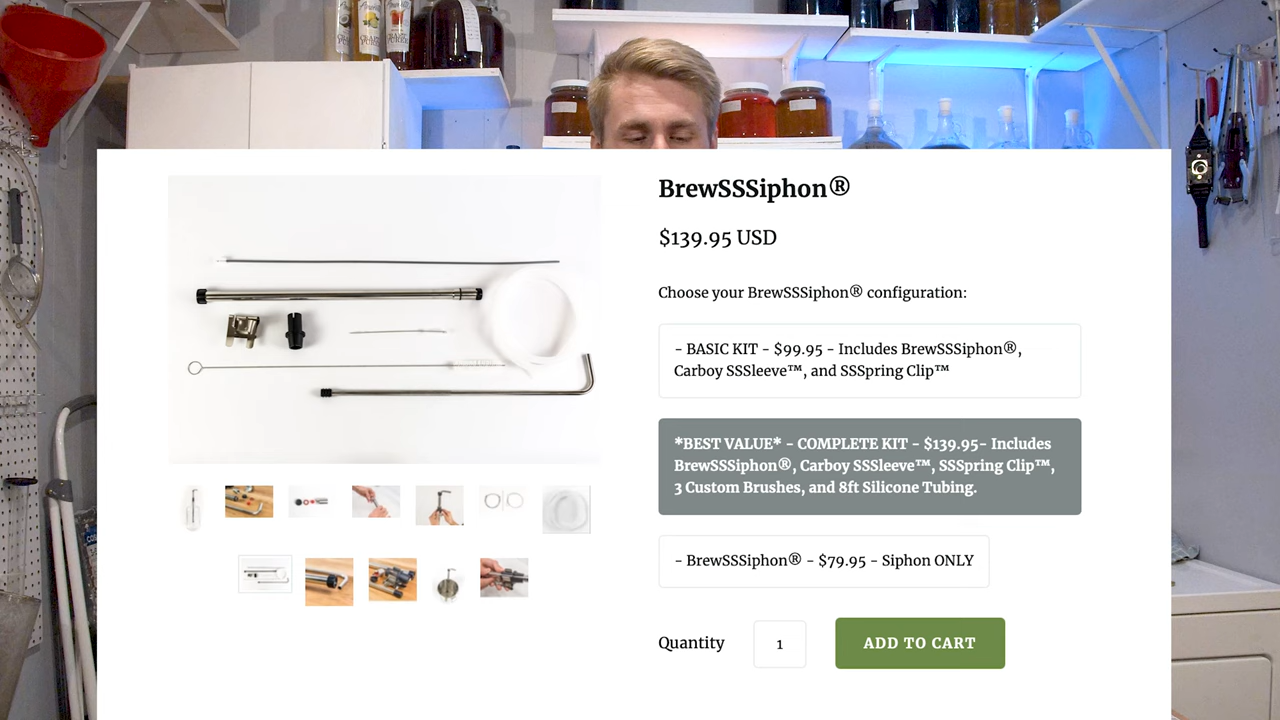 BrewSSSiphon®
$139.95 USD
Choose your BrewSSSiphon® configuration:
- BASIC KIT - $99.95 - Includes BrewSSSiphon®,
Carboy SSSleeve™, and SSSpring Clip™
*BEST VALUE* - COMPLETE KIT - $139.95- Includes
BrewSSSiphon®, Carboy SSSleeve™, SSSpring Clip™,
3 Custom Brushes, and 8ft Silicone Tubing.
- BrewSSSiphon® - $79.95 - Siphon ONLY
Quantity
1
ADD TO CART